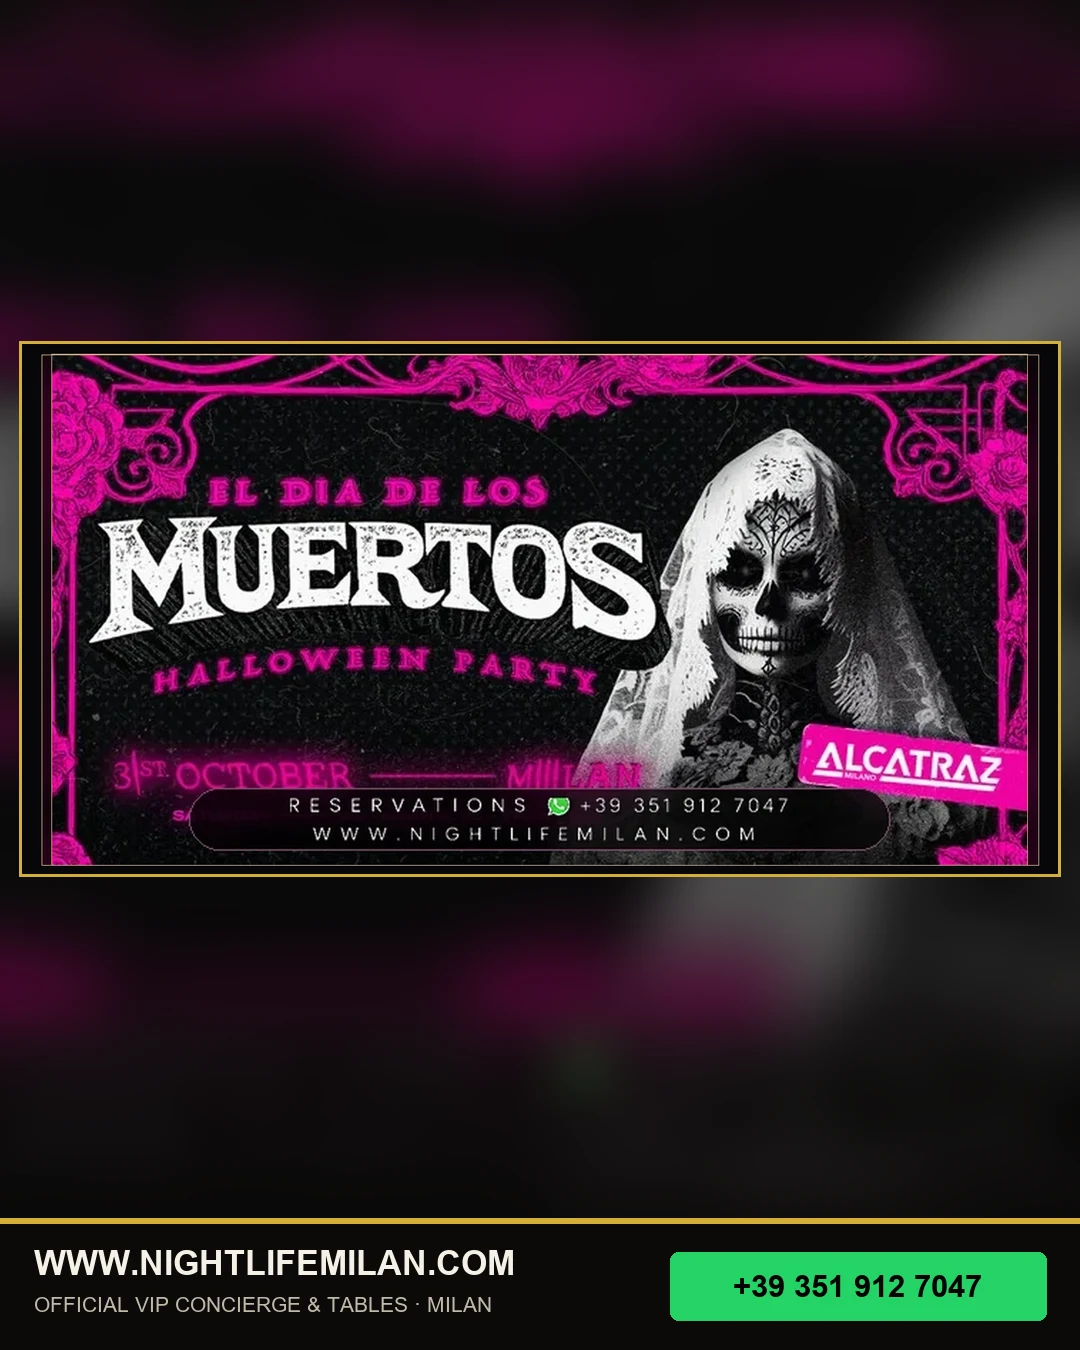 EL DIA DE LOS
MUERTOS
HALLOWEEN PARTY
31ST. OCTOBER
MILAN
ALCATRAZ
MILANO
RESERVATIONS +39 351 912 7047
WWW.NIGHTLIFEMILAN.COM
WWW.NIGHTLIFEMILAN.COM
OFFICIAL VIP CONCIERGE & TABLES · MILAN
+39 351 912 7047